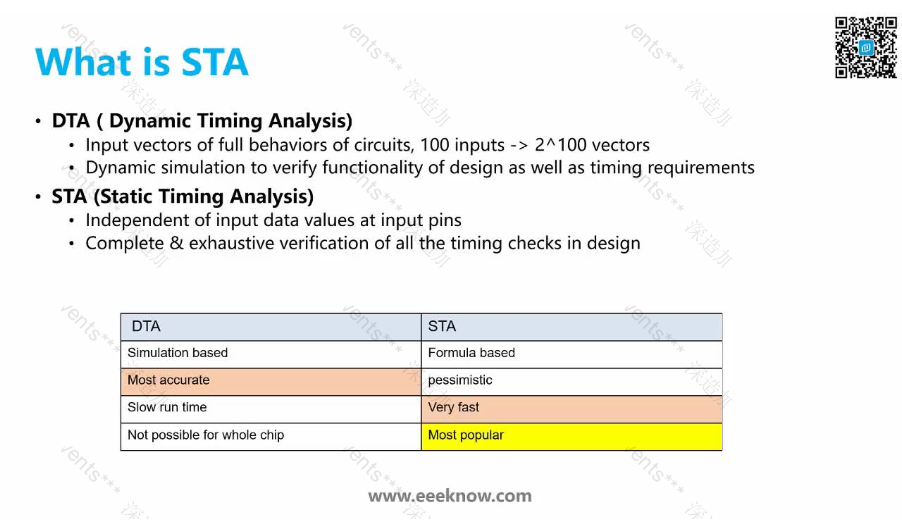 What is STA
• DTA ( Dynamic Timing Analysis)
• Input vectors of full behaviors of circuits, 100 inputs -> 2^100 vectors
• Dynamic simulation to verify functionality of design as well as timing requirements
• STA (Static Timing Analysis)
• Independent of input data values at input pins
• Complete & exhaustive verification of all the timing checks in design
DTA STA
Simulation based Formula based
Most accurate pessimistic
Slow run time Very fast
Not possible for whole chip Most popular
www.eeeknow.com